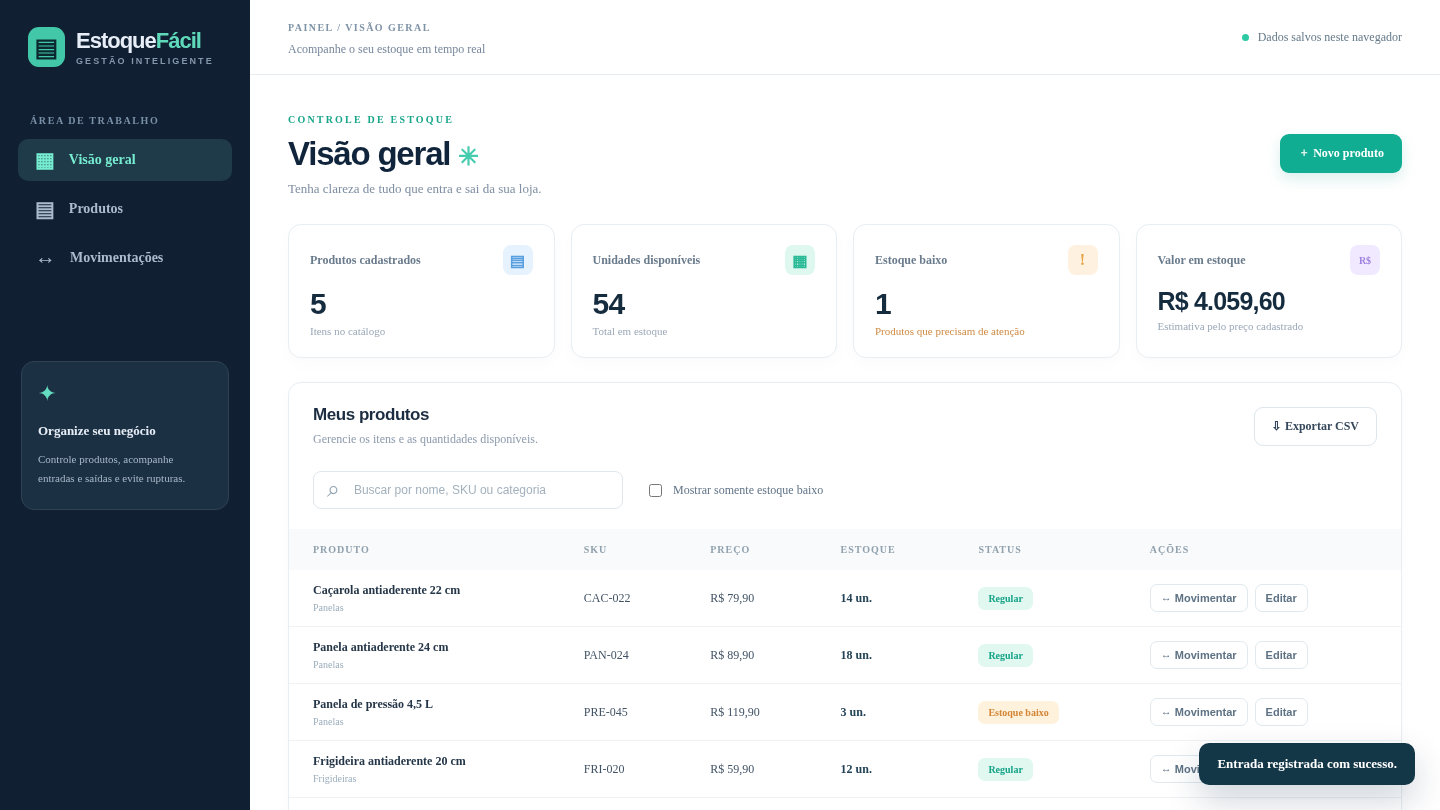 EstoqueFácil
GESTÃO INTELIGENTE
ÁREA DE TRABALHO
Visão geral
Produtos
Movimentações
Organize seu negócio
Controle produtos, acompanhe
entradas e saídas e evite rupturas.
PAINEL / VISÃO GERAL
Acompanhe o seu estoque em tempo real
Dados salvos neste navegador
CONTROLE DE ESTOQUE
Visão geral
Tenha clareza de tudo que entra e sai da sua loja.
+ Novo produto
Produtos cadastrados
5
Itens no catálogo
Unidades disponíveis
54
Total em estoque
Estoque baixo
!
1
Produtos que precisam de atenção
Valor em estoque
R$
R$ 4.059,60
Estimativa pelo preço cadastrado
Meus produtos
Gerencie os itens e as quantidades disponíveis.
Exportar CSV
Buscar por nome, SKU ou categoria
Mostrar somente estoque baixo
PRODUTO SKU PREÇO ESTOQUE STATUS AÇÕES
Caçarola antiaderente 22 cm
Panelas
CAC-022 R$ 79,90 14 un. Regular ↔ Movimentar Editar
Panela antiaderente 24 cm
Panelas
PAN-024 R$ 89,90 18 un. Regular ↔ Movimentar Editar
Panela de pressão 4,5 L
Panelas
PRE-045 R$ 119,90 3 un. Estoque baixo ↔ Movimentar Editar
Frigideira antiaderente 20 cm
Frigideiras
FRI-020 R$ 59,90 12 un. Regular ↔ Movi
Entrada registrada com sucesso.